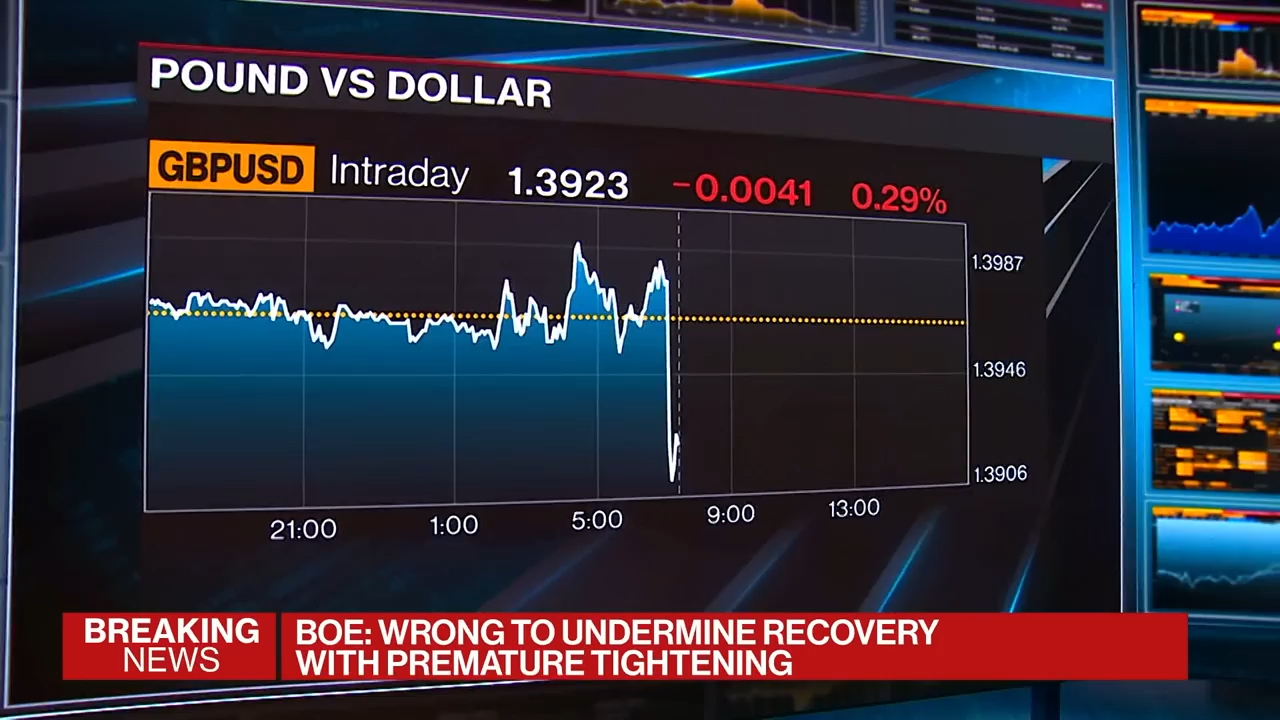 POUND VS DOLLAR
GBPUSD Intraday 1.3923 -0.0041 0.29%
1.3987
1.3946
1.3906
21:00 1:00 5:00 9:00 13:00
BREAKING
NEWS
BOE: WRONG TO UNDERMINE RECOVERY
WITH PREMATURE TIGHTENING